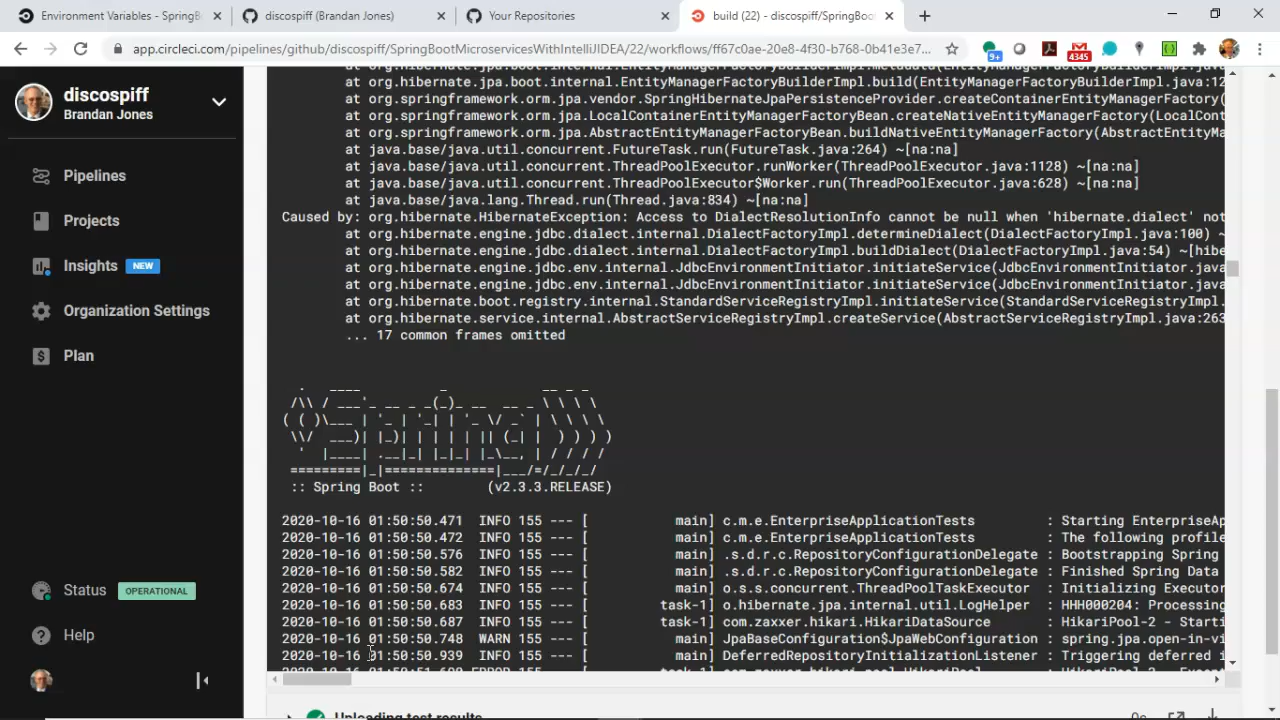 Environment Variables - SpringB
discospiff (Brandan Jones)
Your Repositories
build (22) - discospiff/SpringBoo
app.circleci.com/pipelines/github/discospiff/SpringBootMicroservicesWithIntelliJIDEA/22/workflows/ff67c0ae-20e8-4f30-b768-0b41e3e7...
9+
4345
discospiff
Brandan Jones
Pipelines
Projects
Insights NEW
Organization Settings
Plan
Status OPERATIONAL
Help
at org.hibernate.jpa.boot.internal.EntityManagerFactoryBuilderImpl.metadata(EntityManagerFactoryBuilderImpl.java:
at org.hibernate.jpa.boot.internal.EntityManagerFactoryBuilderImpl.build(EntityManagerFactoryBuilderImpl.java:12
at org.springframework.orm.jpa.vendor.SpringHibernateJpaPersistenceProvider.createContainerEntityManagerFactory(
at org.springframework.orm.jpa.LocalContainerEntityManagerFactoryBean.createNativeEntityManagerFactory(LocalCont
at org.springframework.orm.jpa.AbstractEntityManagerFactoryBean.buildNativeEntityManagerFactory(AbstractEntityMa
at java.base/java.util.concurrent.FutureTask.run(FutureTask.java:264) ~[na:na]
at java.base/java.util.concurrent.ThreadPoolExecutor.runWorker(ThreadPoolExecutor.java:1128) ~[na:na]
at java.base/java.util.concurrent.ThreadPoolExecutor$Worker.run(ThreadPoolExecutor.java:628) ~[na:na]
at java.base/java.lang.Thread.run(Thread.java:834) ~[na:na]
Caused by: org.hibernate.HibernateException: Access to DialectResolutionInfo cannot be null when 'hibernate.dialect' not
at org.hibernate.engine.jdbc.dialect.internal.DialectFactoryImpl.determineDialect(DialectFactoryImpl.java:100) ~
at org.hibernate.engine.jdbc.dialect.internal.DialectFactoryImpl.buildDialect(DialectFactoryImpl.java:54) ~[hibe
at org.hibernate.engine.jdbc.env.internal.JdbcEnvironmentInitiator.initiateService(JdbcEnvironmentInitiator.java
at org.hibernate.engine.jdbc.env.internal.JdbcEnvironmentInitiator.initiateService(JdbcEnvironmentInitiator.java
at org.hibernate.boot.registry.internal.StandardServiceRegistryImpl.initiateService(StandardServiceRegistryImpl.
at org.hibernate.service.internal.AbstractServiceRegistryImpl.createService(AbstractServiceRegistryImpl.java:263
... 17 common frames omitted
Spring
:: Spring Boot :: (v2.3.3.RELEASE)
2020-10-16 01:50:50.471 INFO 155 --- [ main] c.m.e.EnterpriseApplicationTests : Starting EnterpriseAp
2020-10-16 01:50:50.472 INFO 155 --- [ main] c.m.e.EnterpriseApplicationTests : The following profile
2020-10-16 01:50:50.576 INFO 155 --- [ main] .s.d.r.c.RepositoryConfigurationDelegate : Bootstrapping Spring
2020-10-16 01:50:50.582 INFO 155 --- [ main] .s.d.r.c.RepositoryConfigurationDelegate : Finished Spring Data
2020-10-16 01:50:50.674 INFO 155 --- [ main] o.s.s.concurrent.ThreadPoolTaskExecutor : Initializing Executor
2020-10-16 01:50:50.683 INFO 155 --- [ task-1] o.hibernate.jpa.internal.util.LogHelper : HHH000204: Processing
2020-10-16 01:50:50.687 INFO 155 --- [ task-1] com.zaxxer.hikari.HikariDataSource : HikariPool-2 - Starti
2020-10-16 01:50:50.748 WARN 155 --- [ main] JpaBaseConfiguration$JpaWebConfiguration : spring.jpa.open-in-vi
2020-10-16 01:50:50.939 INFO 155 --- [ main] DeferredRepositoryInitializationListener : Triggering deferred i
Uploading test results
0s